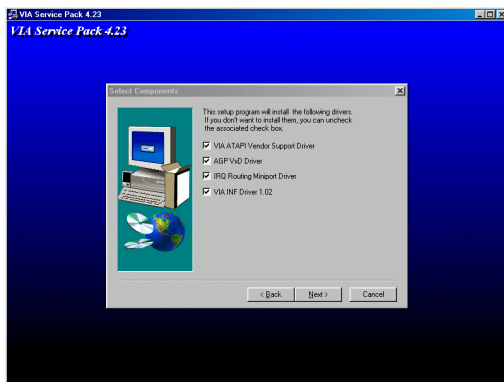 VIA Service Pack 4.23
VIA Service Pack 4.23
Select Components
This setup program will install the following drivers.
If you don't want to install them, you can uncheck
the associated check box.
VIA ATAPI Vendor Support Driver
AGP VxD Driver
IRQ Routing Miniport Driver
VIA INF Driver 1.02
< Back
Next >
Cancel